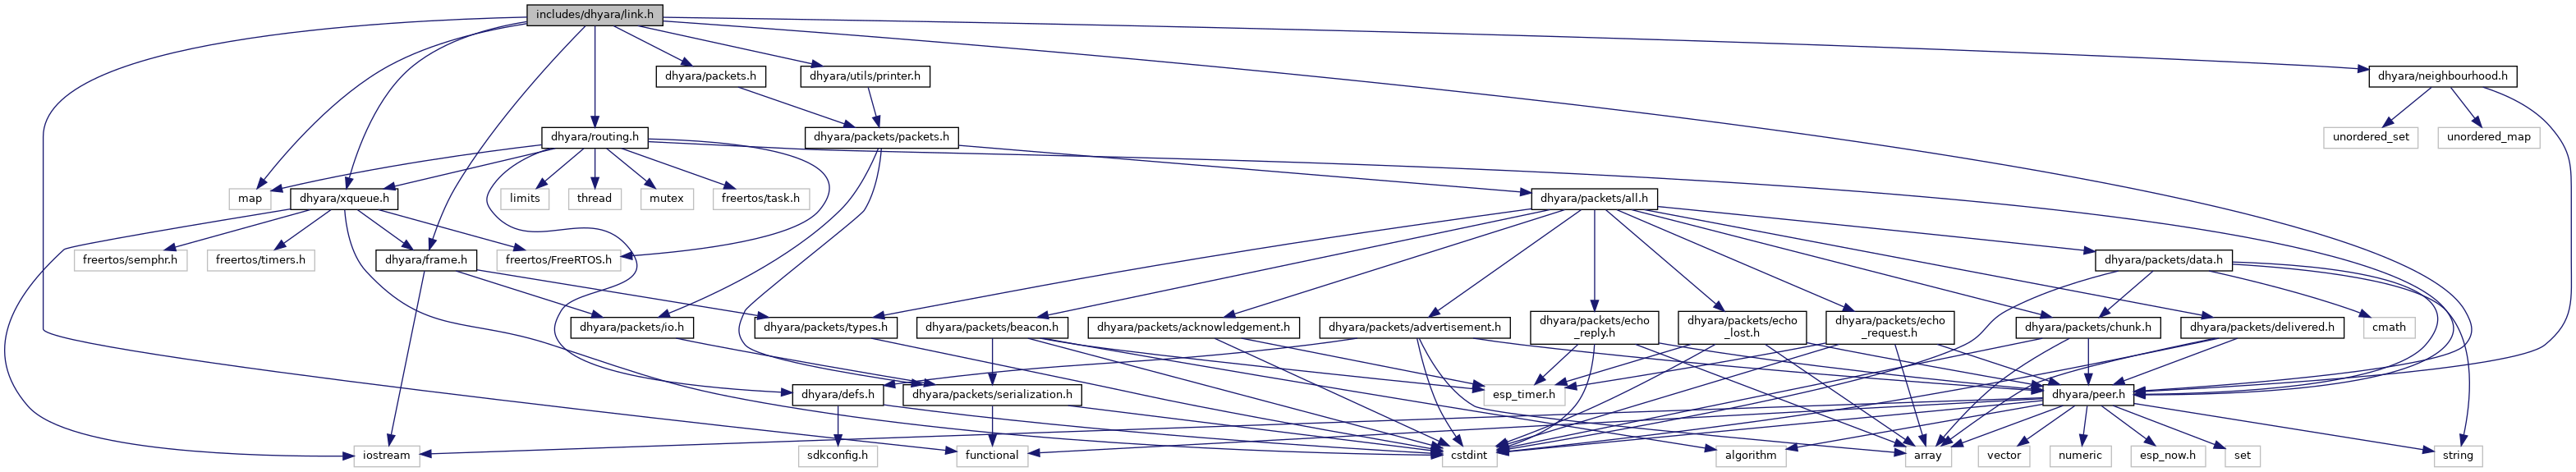 includes/dhyara/link.h
dhyara/packets.h
dhyara/utils/printer.h
dhyara/neighbourhood.h
dhyara/routing.h
dhyara/packets/packets.h
unordered_set
unordered_map
map
dhyara/xqueue.h
limits
thread
mutex
freertos/task.h
dhyara/packets/all.h
freertos/semphr.h
freertos/timers.h
dhyara/frame.h
freertos/FreeRTOS.h
dhyara/packets/data.h
dhyara/packets/io.h
dhyara/packets/types.h
dhyara/packets/beacon.h
dhyara/packets/acknowledgement.h
dhyara/packets/advertisement.h
dhyara/packets/echo
_reply.h
dhyara/packets/echo
_lost.h
dhyara/packets/echo
_request.h
dhyara/packets/chunk.h
dhyara/packets/delivered.h
cmath
dhyara/defs.h
dhyara/packets/serialization.h
esp_timer.h
dhyara/peer.h
iostream
sdkconfig.h
functional
cstdint
algorithm
array
vector
numeric
esp_now.h
set
string